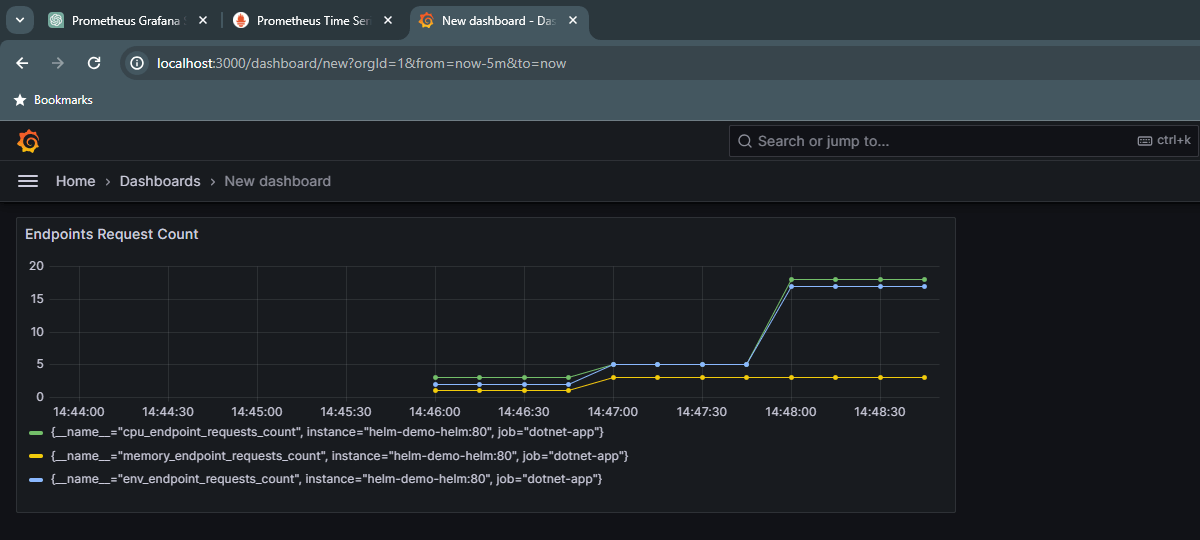 Prometheus Grafana
Prometheus Time Ser
New dashboard - Das
localhost:3000/dashboard/new?orgId=1&from=now-5m&to=now
Bookmarks
Search or jump to...
ctrl+k
Home › Dashboards › New dashboard
Endpoints Request Count
20
15
10
5
0
14:44:00 14:44:30 14:45:00 14:45:30 14:46:00 14:46:30 14:47:00 14:47:30 14:48:00 14:48:30
{__name__="cpu_endpoint_requests_count", instance="helm-demo-helm:80", job="dotnet-app"}
{__name__="memory_endpoint_requests_count", instance="helm-demo-helm:80", job="dotnet-app"}
{__name__="env_endpoint_requests_count", instance="helm-demo-helm:80", job="dotnet-app"}